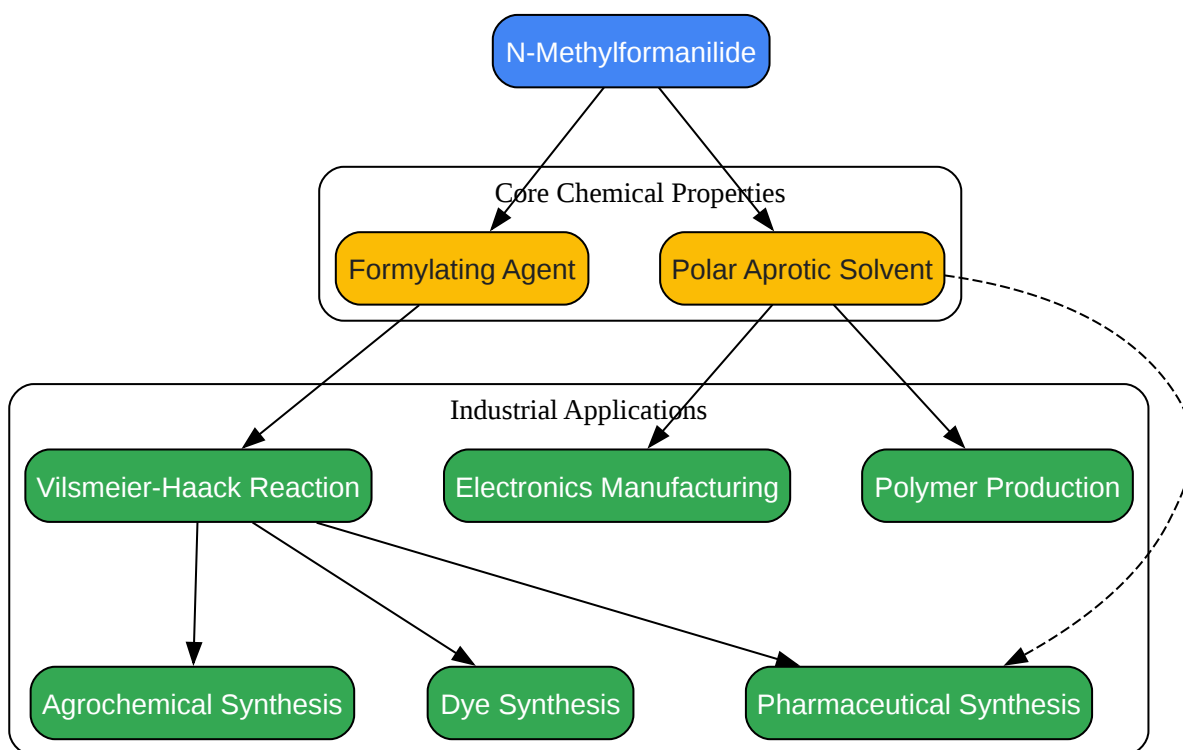 N-Methylformanilide
Core Chemical Properties
Formylating Agent
Polar Aprotic Solvent
Industrial Applications
Vilsmeier-Haack Reaction
Electronics Manufacturing
Polymer Production
Agrochemical Synthesis
Dye Synthesis
Pharmaceutical Synthesis